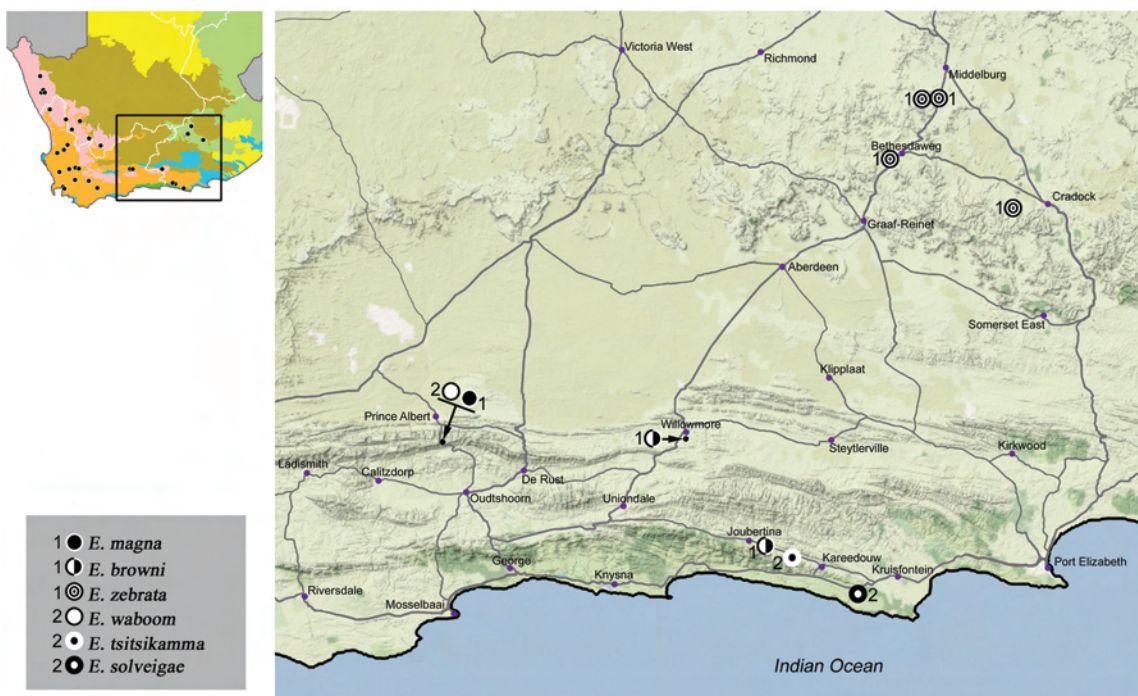 Victoria West
Richmond
Middelburg
1 1
Bethesdaweg
1
Cradock
1
Graaf-Reinet
Aberdeen
Somerset East
Klipplaat
2 1
Prince Albert
Willowmore
1
Steytlerville
Kirkwood
Ladismith
Calitzdorp
De Rust
Oudtshoorn
Uniondale
Joubertina
1
2
Kareedouw
Port Elizabeth
George
Kruisfontein
Knysna
2
Riversdale
Mosselbaai
Indian Ocean
1 E. magna
1 E. browni
1 E. zebrata
2 E. waboom
2 E. tsitsikamma
2 E. solveigae